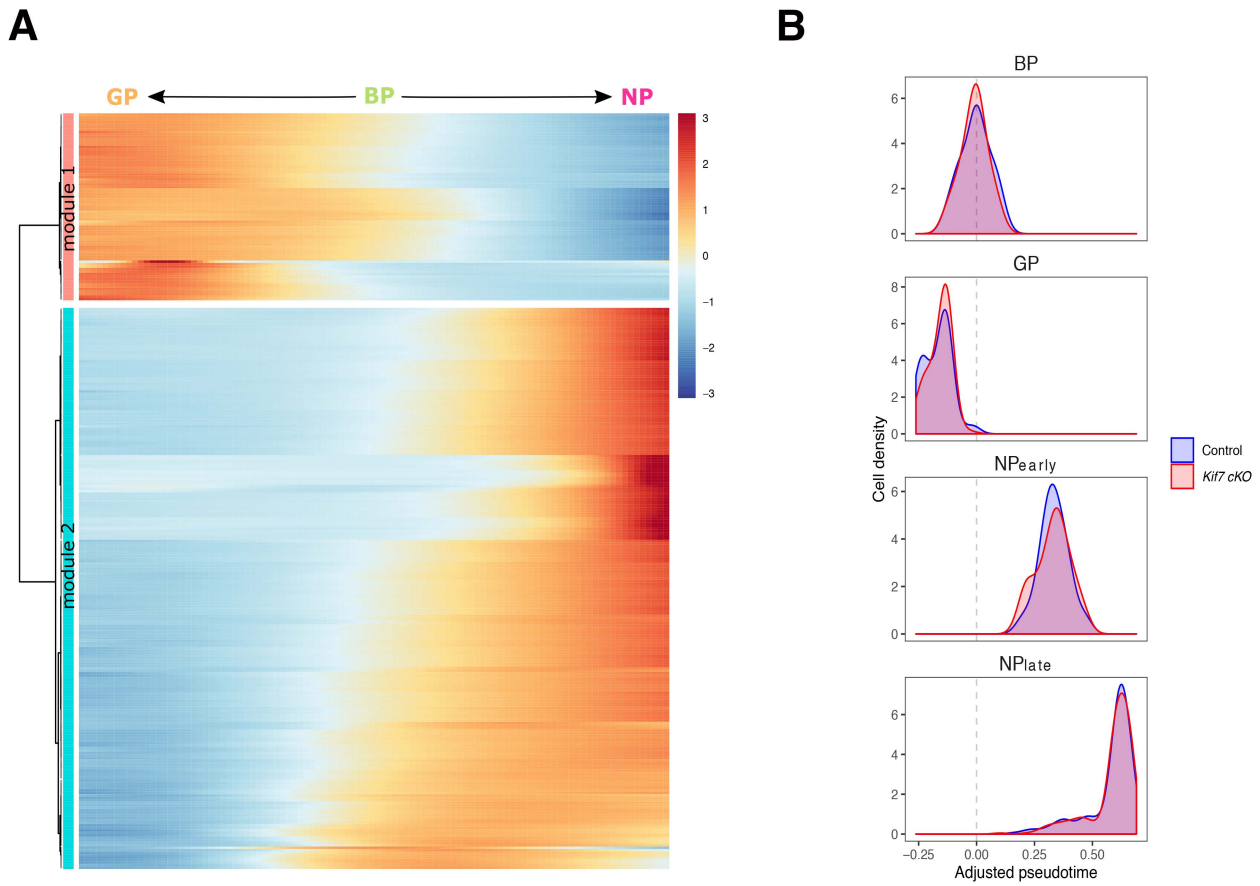 A
B
GP
BP
NP
module 1
module 2
3
2
1
0
−1
−2
−3
BP
6
4
2
0
GP
8
6
4
2
0
NPearly
6
4
2
0
NPlate
6
4
2
0
−0.25
0.00
0.25
0.50
Cell density
Adjusted pseudotime
Control
Kif7 cKO